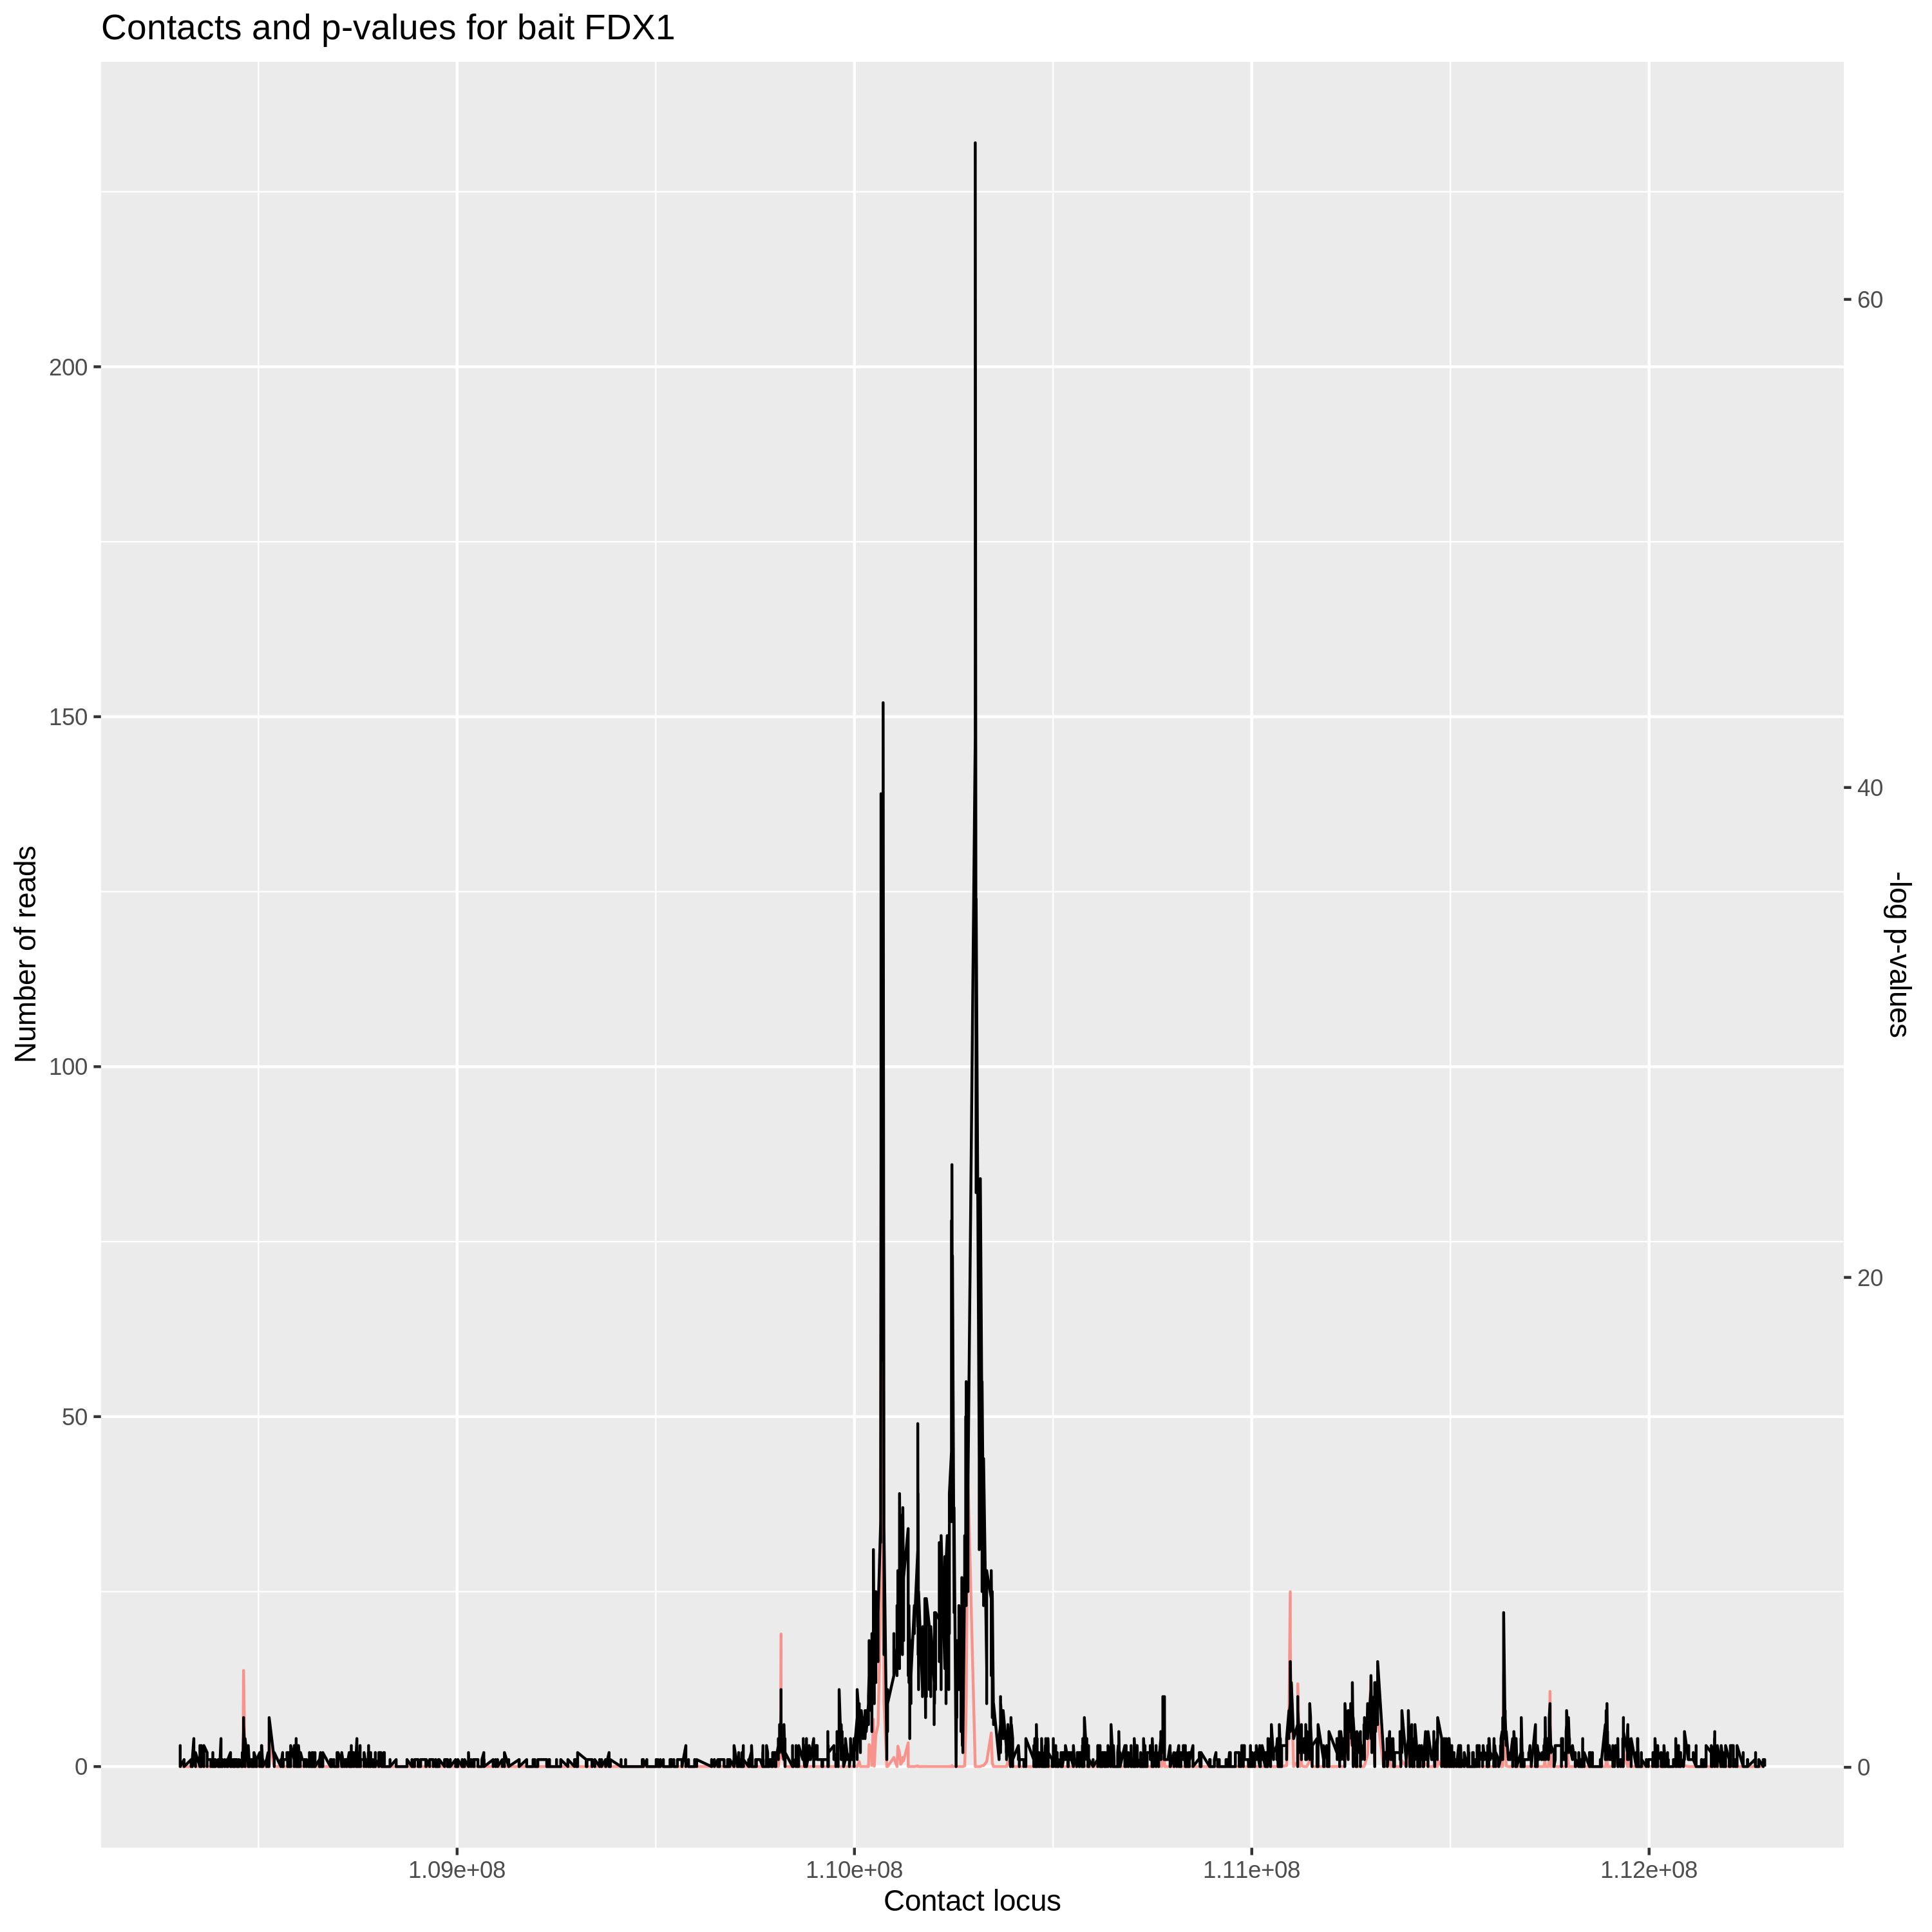 Contacts and p-values for bait FDX1
Number of reads
200
150
100
50
0
60
40
20
0
-log p-values
1.09e+08
1.10e+08
1.11e+08
1.12e+08
Contact locus